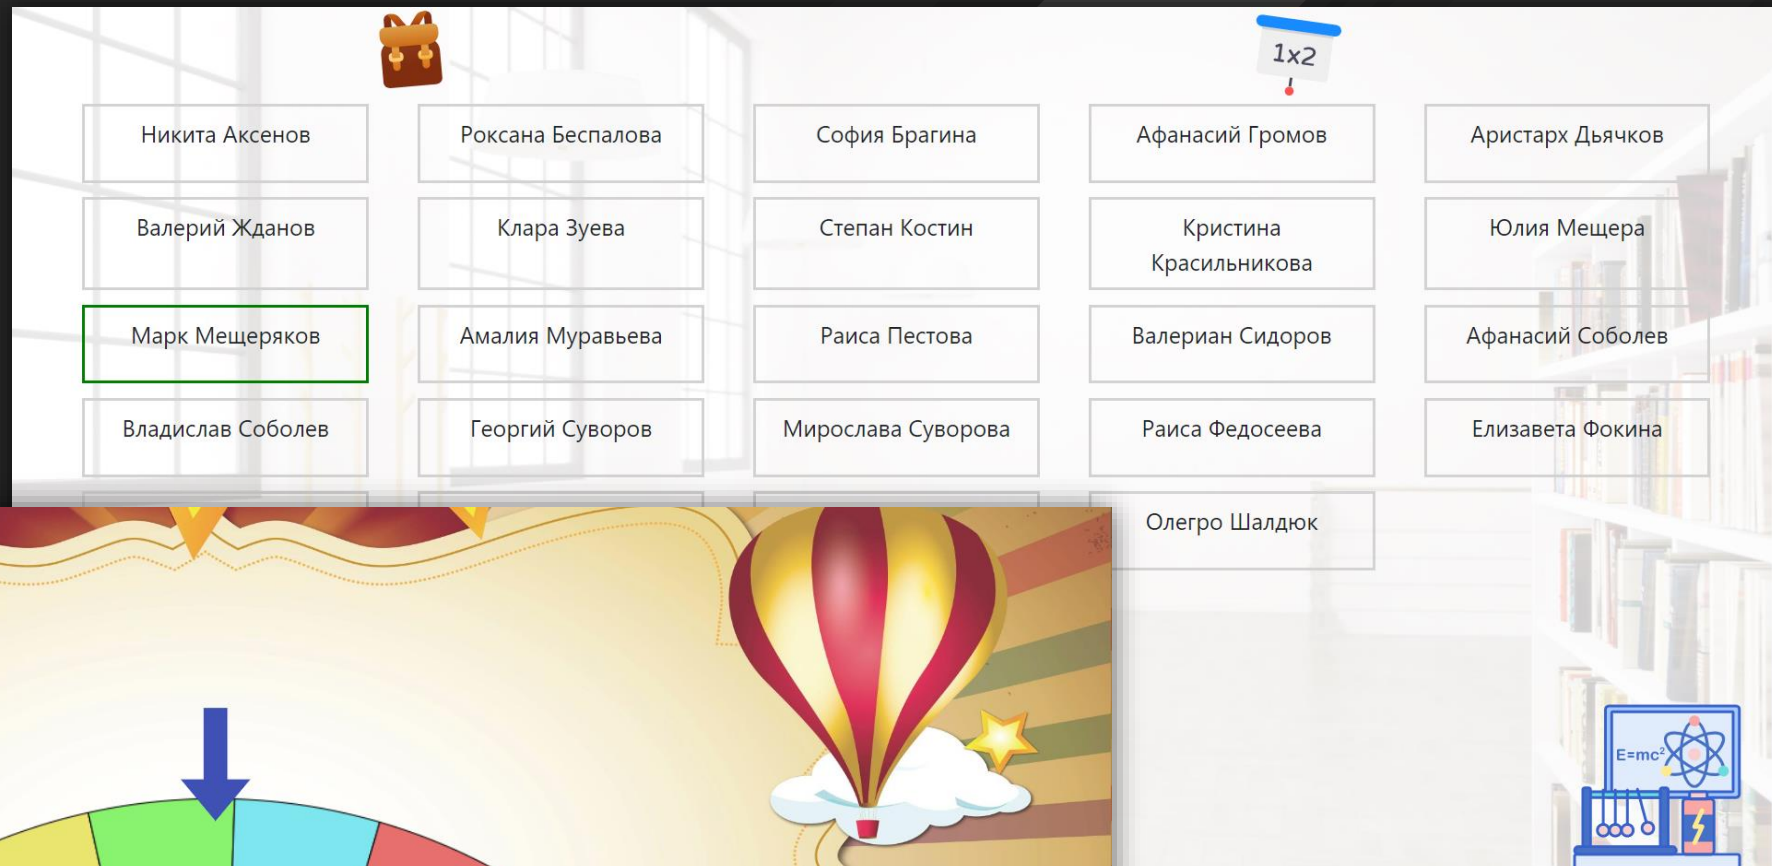 1x2
Никита Аксенов
Роксана Беспалова
София Брагина
Афанасий Громов
Аристарх Дьячков
Валерий Жданов
Клара Зуева
Степан Костин
Кристина
Красильникова
Юлия Мещера
Марк Мещеряков
Амалия Муравьева
Раиса Пестова
Валериан Сидоров
Афанасий Соболев
Владислав Соболев
Георгий Суворов
Мирослава Суворова
Раиса Федосеева
Елизавета Фокина
Олегро Шалдюк
E=mc²